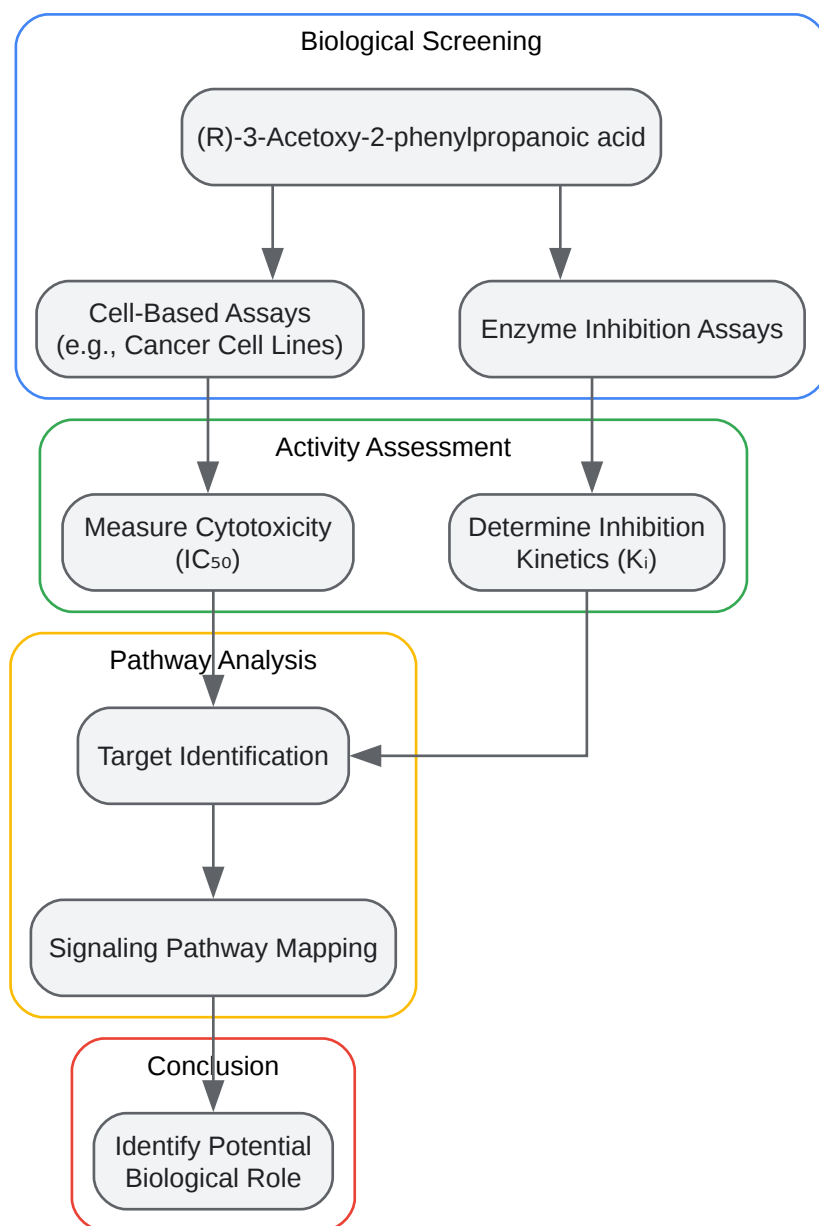 Biological Screening
(R)-3-Acetoxy-2-phenylpropanoic acid
Cell-Based Assays
(e.g., Cancer Cell Lines)
Enzyme Inhibition Assays
Activity Assessment
Measure Cytotoxicity
(IC₅₀)
Determine Inhibition
Kinetics (Kᵢ)
Pathway Analysis
Target Identification
Signaling Pathway Mapping
Conclusion
Identify Potential
Biological Role